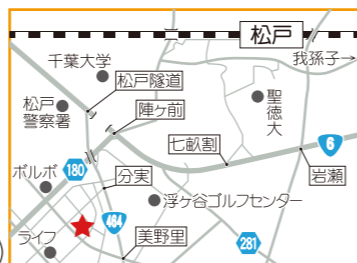 松戸
我孫子→
千葉大学
松戸隧道
聖徳大
松戸
警察署
陣ヶ前
七畝割
6
180
岩瀬
ボルボ
分実
浮ヶ谷ゴルフセンター
464
ライフ
美野里
281